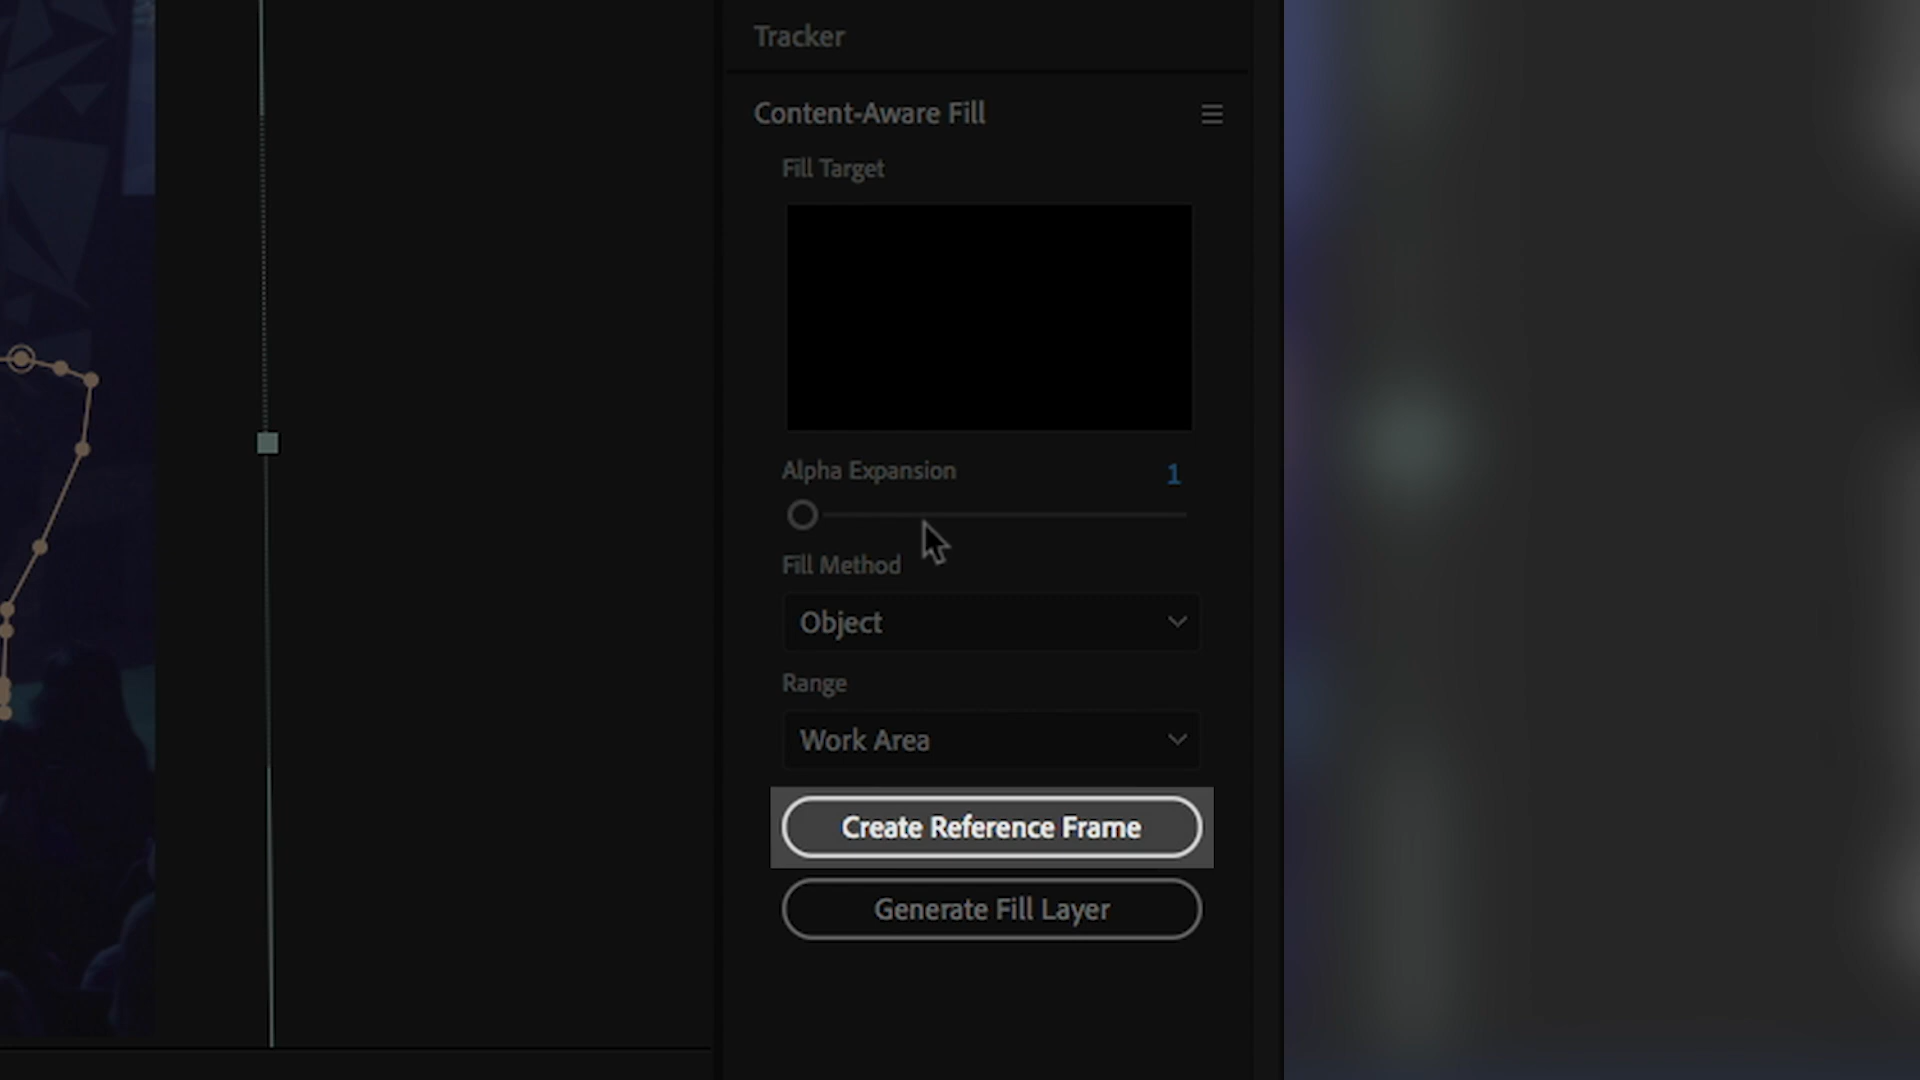 Tracker
Content-Aware Fill
Fill Target
Alpha Expansion 1
Fill Method
Object
Range
Work Area
Create Reference Frame
Generate Fill Layer